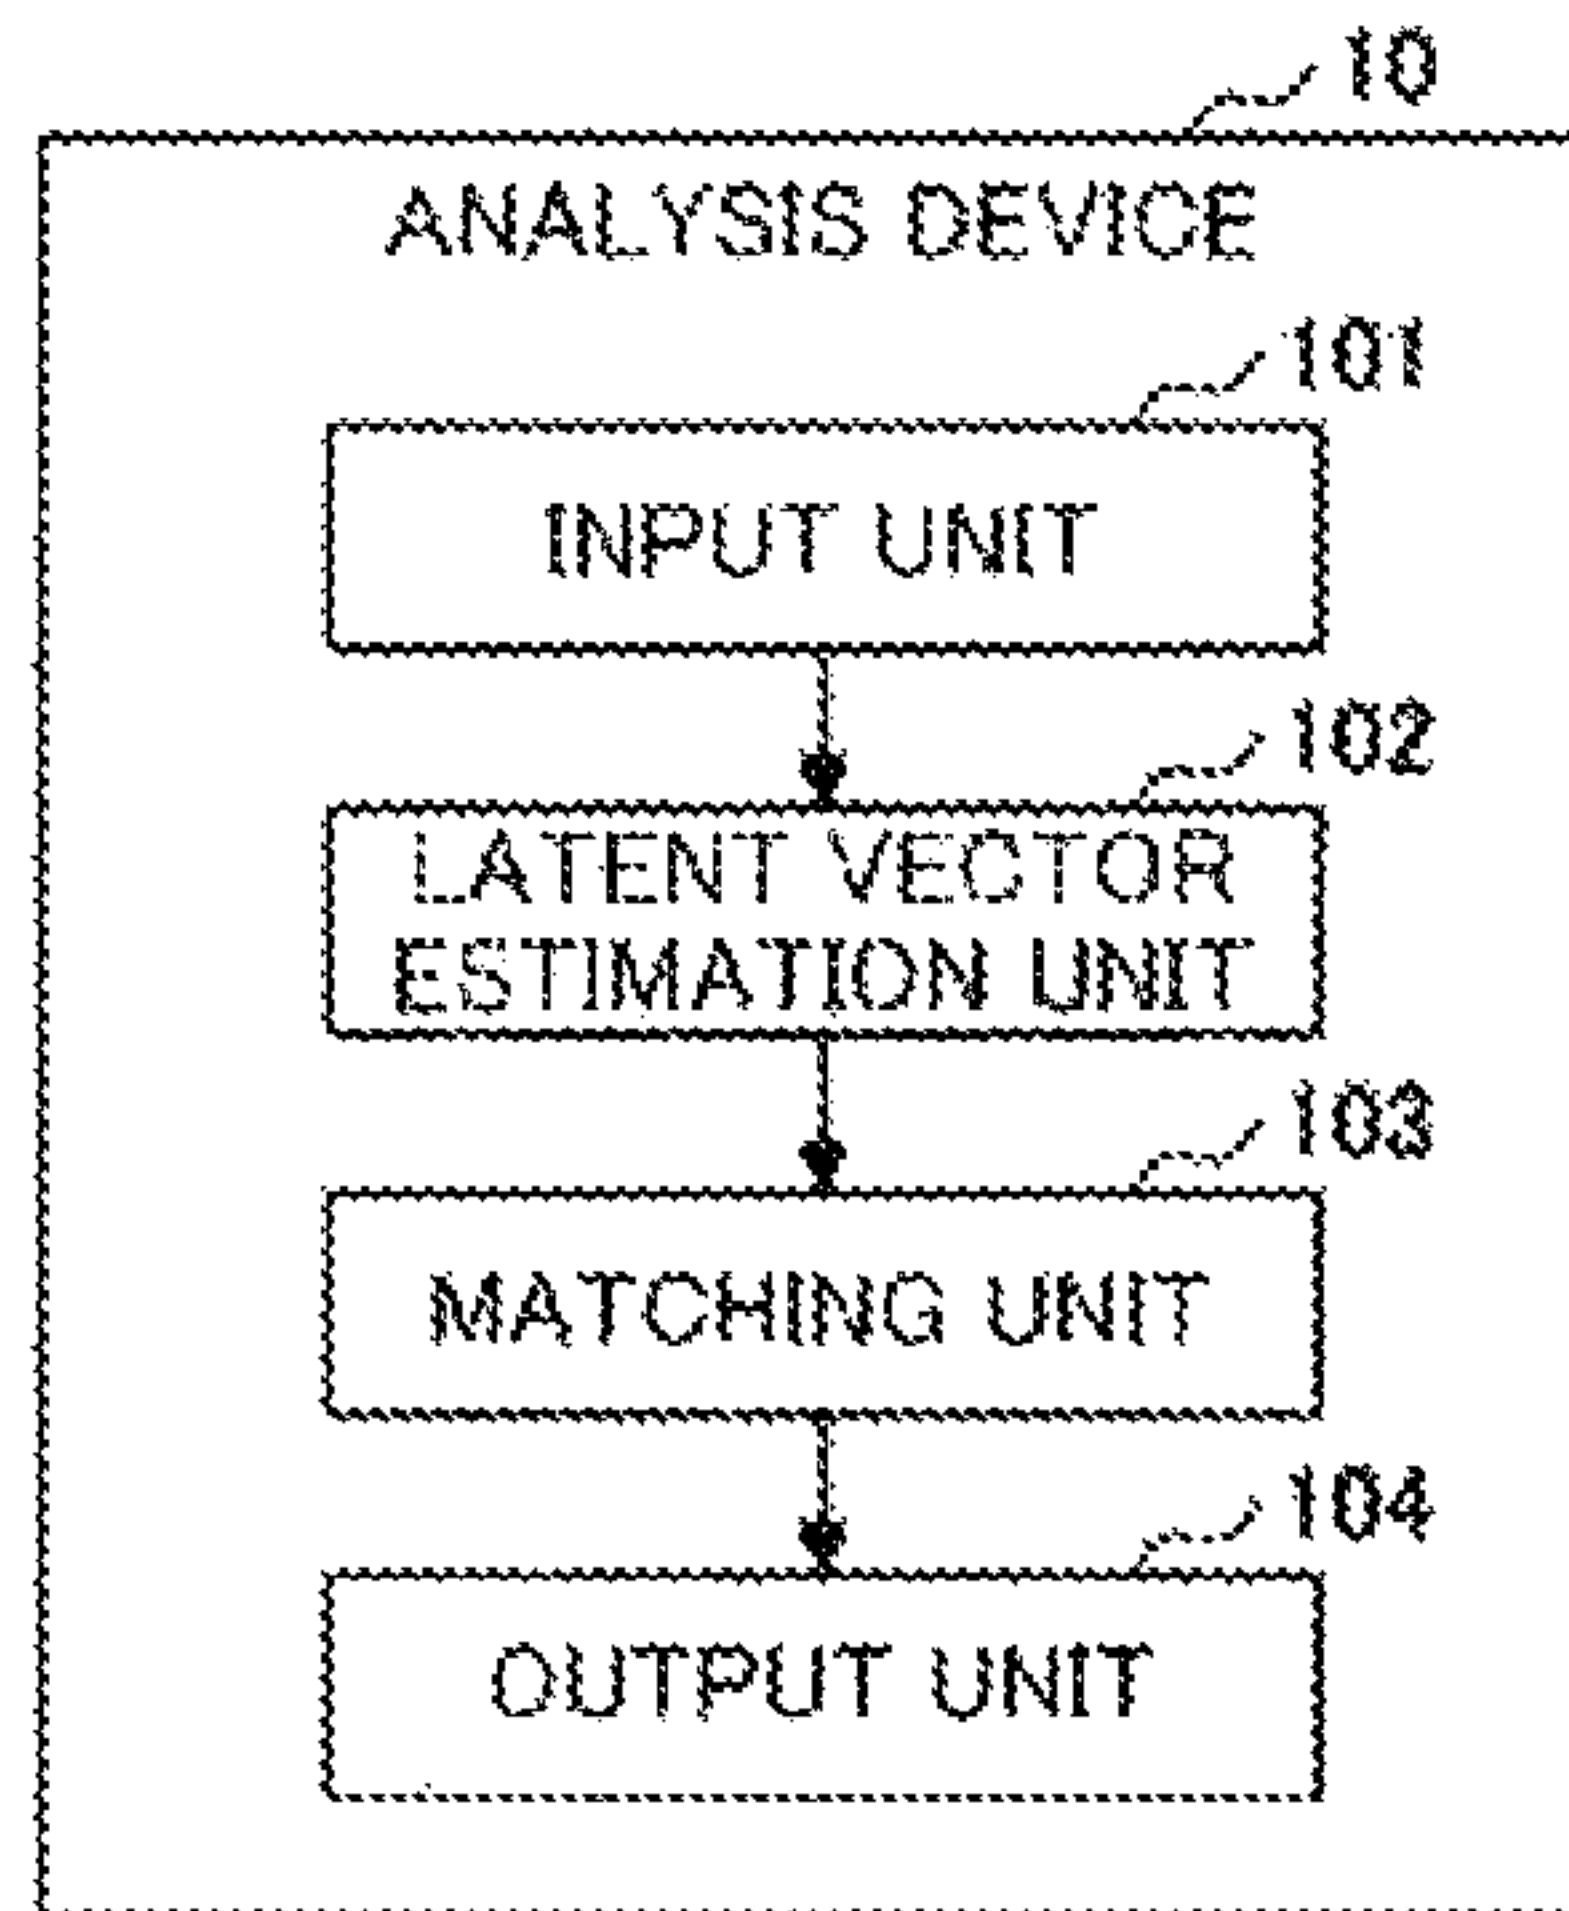 10
ANALYSIS DEVICE
101
INPUT UNIT
102
LATENT VECTOR
ESTIMATION UNIT
103
MATCHING UNIT
104
OUTPUT UNIT